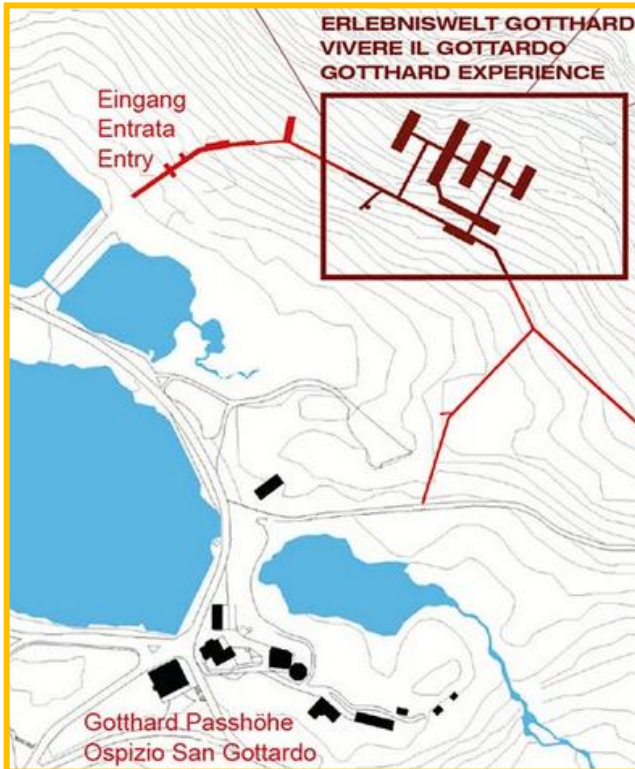 ERLEBNISWELT GOTTHARD
VIVERE IL GOTTARDO
GOTTHARD EXPERIENCE
Eingang
Entrata
Entry
Gotthard Passhöhe
Ospizio San Gottardo